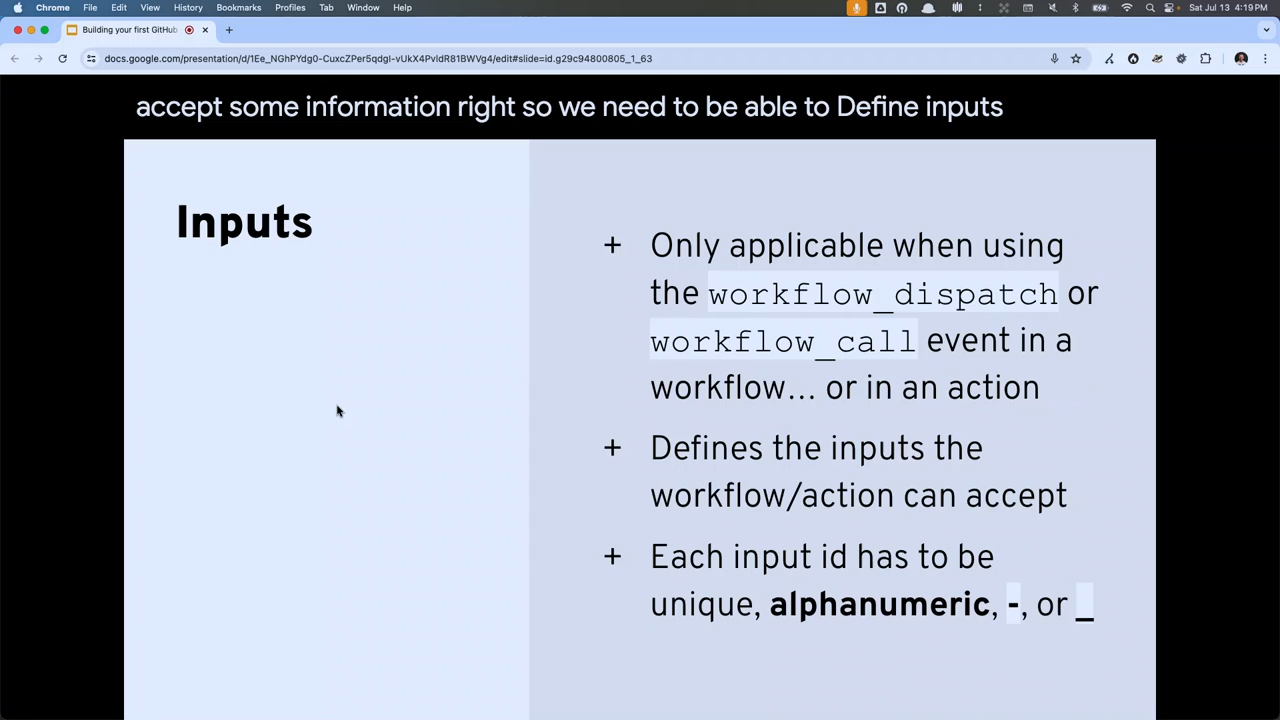 Chrome File Edit View History Bookmarks Profiles Tab Window Help
Sat Jul 13 4:19 PM
Building your first GitHub
docs.google.com/presentation/d/1Ee_NGhPYdg0-CuxcZPer5qdgl-vUkX4PvldR81BWVg4/edit#slide=id.g29c94800805_1_63
accept some information right so we need to be able to Define inputs
Inputs
+ Only applicable when using
the workflow_dispatch or
workflow_call event in a
workflow... or in an action
+ Defines the inputs the
workflow/action can accept
+ Each input id has to be
unique, alphanumeric, -, or _